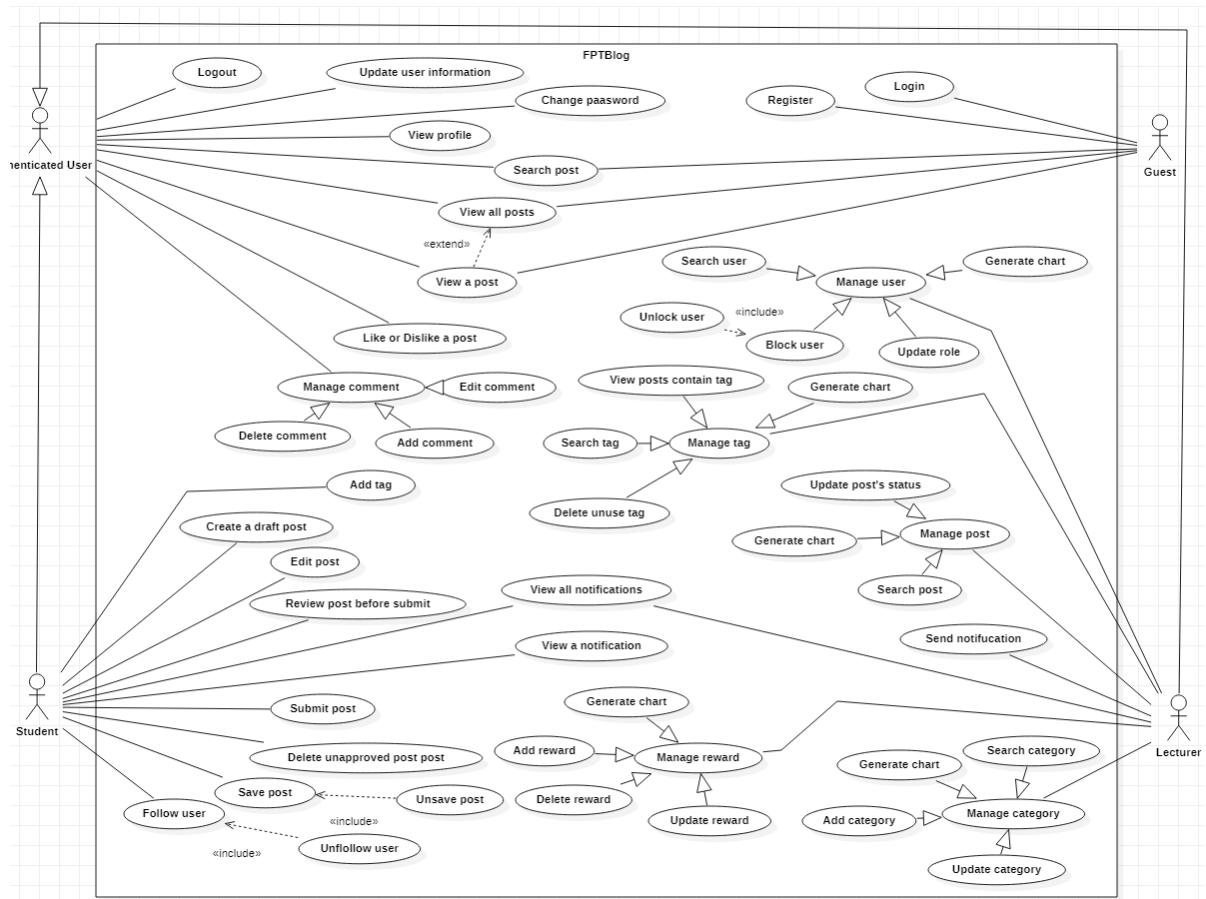 FPTBlog
Logout
Update user information
Change paasword
Register
Login
View profile
nenticated User
Search post
Guest
View all posts
«extend»
View a post
Search user
Generate chart
Manage user
Unlock user
«include»
Block user
Update role
Like or Dislike a post
Manage comment
Edit comment
View posts contain tag
Generate chart
Delete comment
Add comment
Search tag
Manage tag
Add tag
Update post's status
Delete unuse tag
Create a draft post
Generate chart
Manage post
Edit post
View all notifications
Search post
Review post before submit
View a notification
Send notifucation
Student
Submit post
Generate chart
Lecturer
Delete unapproved post post
Add reward
Manage reward
Generate chart
Search category
Save post
Unsave post
Delete reward
Follow user
«include»
Update reward
Add category
Manage category
Unflollow user
«include»
Update category